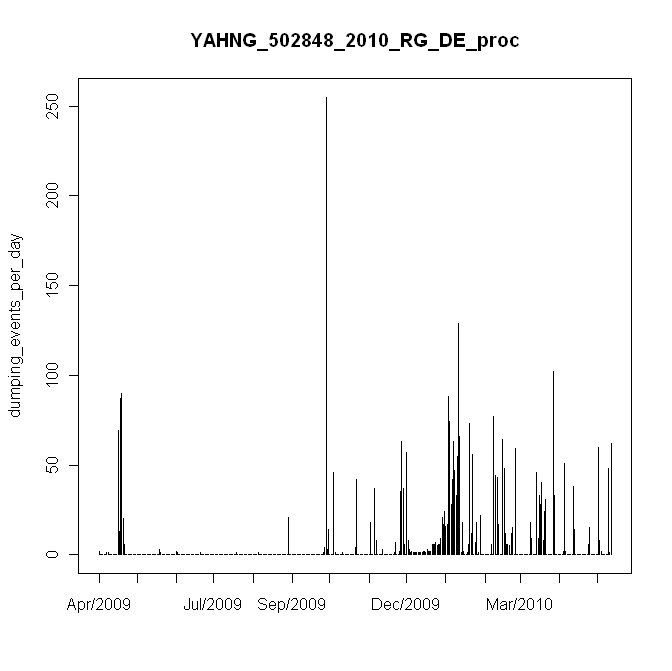 YAHNG_502848_2010_RG_DE_proc
dumping_events_per_day
250
200
150
100
50
0
Apr/2009 Jul/2009 Sep/2009 Dec/2009 Mar/2010